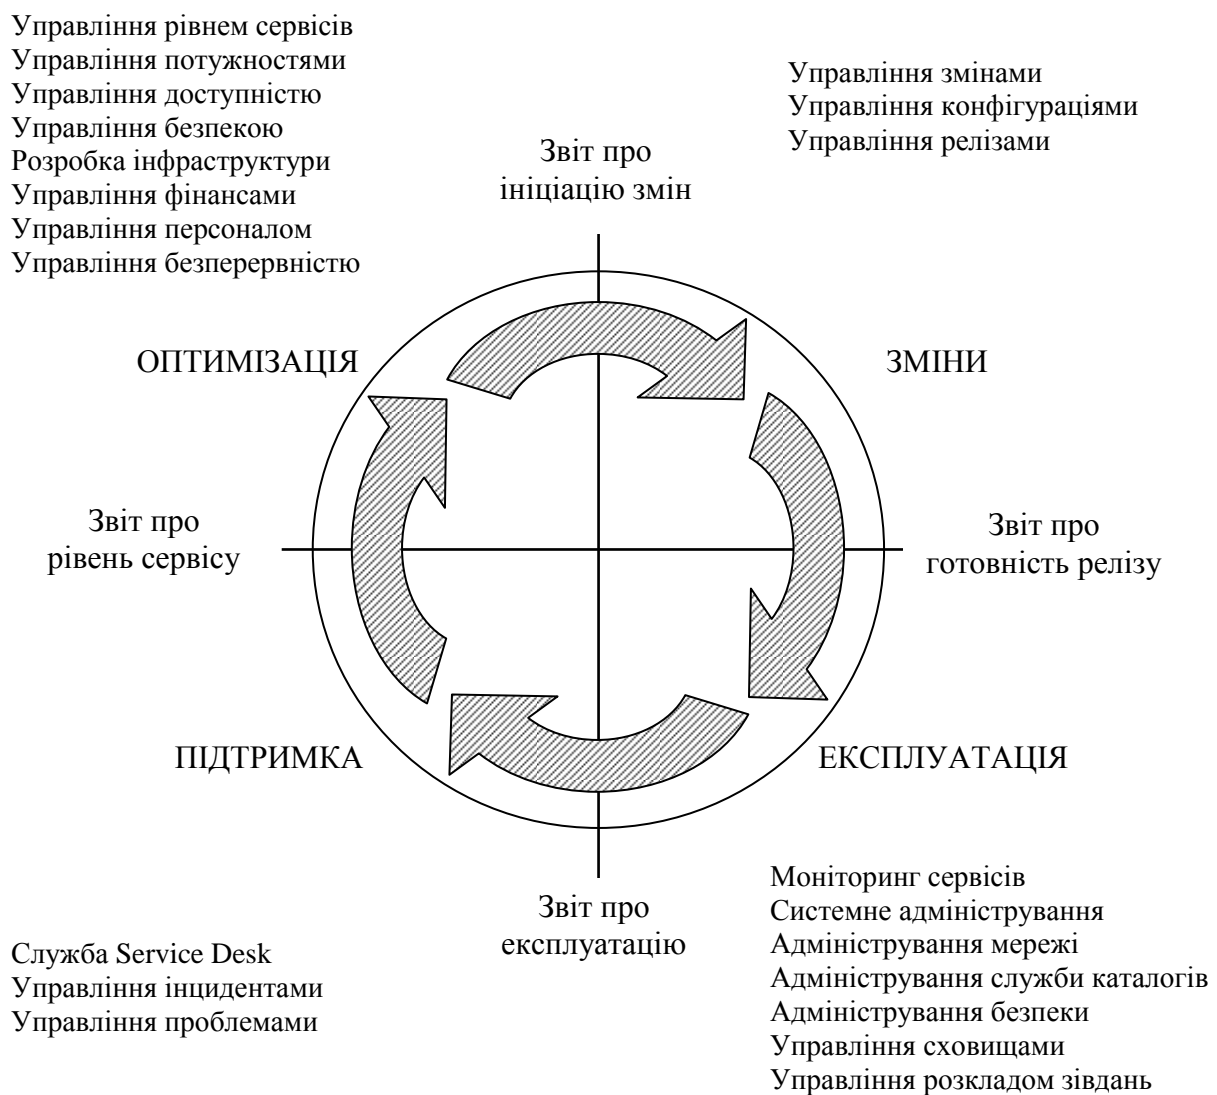 Управління рівнем сервісів
Управління потужностями
Управління доступністю
Управління безпекою
Розробка інфраструктури
Управління фінансами
Управління персоналом
Управління безперервністю
Управління змінами
Управління конфігураціями
Управління релізами
Звіт про
ініціацію змін
ОПТИМІЗАЦІЯ
ЗМІНИ
Звіт про
рівень сервісу
Звіт про
готовність релізу
ПІДТРИМКА
ЕКСПЛУАТАЦІЯ
Звіт про
експлуатацію
Служба Service Desk
Управління інцидентами
Управління проблемами
Моніторинг сервісів
Системне адміністрування
Адміністрування мережі
Адміністрування служби каталогів
Адміністрування безпеки
Управління сховищами
Управління розкладом зівдань